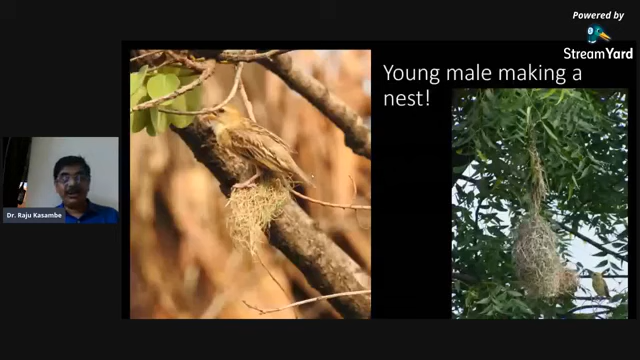 Powered by
StreamYard
Young male making a
nest!
Dr. Raju Kasambe